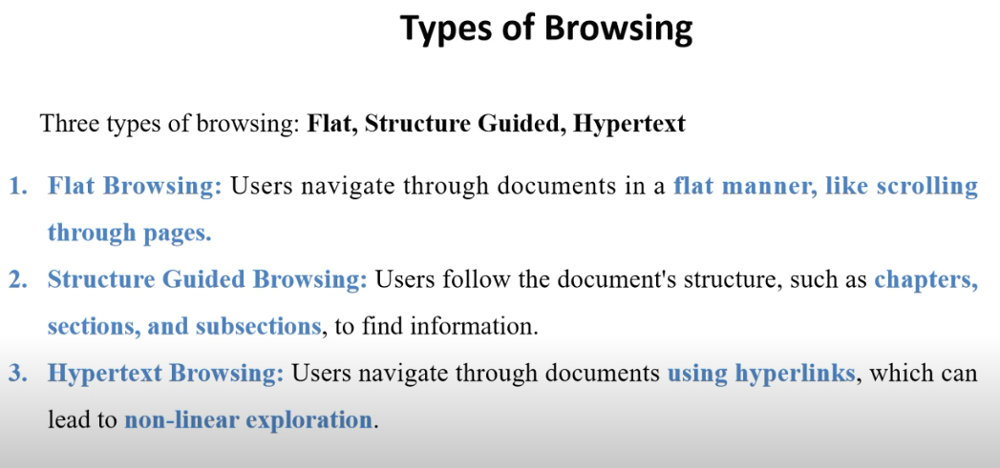 Types of Browsing
Three types of browsing: Flat, Structure Guided, Hypertext
1. Flat Browsing: Users navigate through documents in a flat manner, like scrolling
through pages.
2. Structure Guided Browsing: Users follow the document's structure, such as chapters,
sections, and subsections, to find information.
3. Hypertext Browsing: Users navigate through documents using hyperlinks, which can
lead to non-linear exploration.